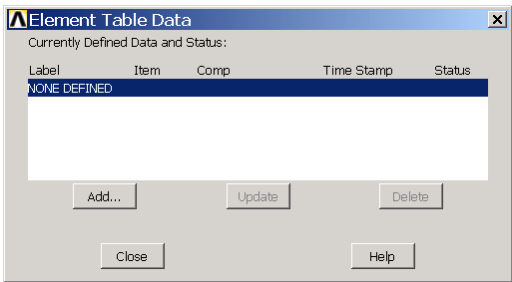 Element Table Data
Currently Defined Data and Status:
Label Item Comp Time Stamp Status
NONE DEFINED
Add... Update Delete
Close Help